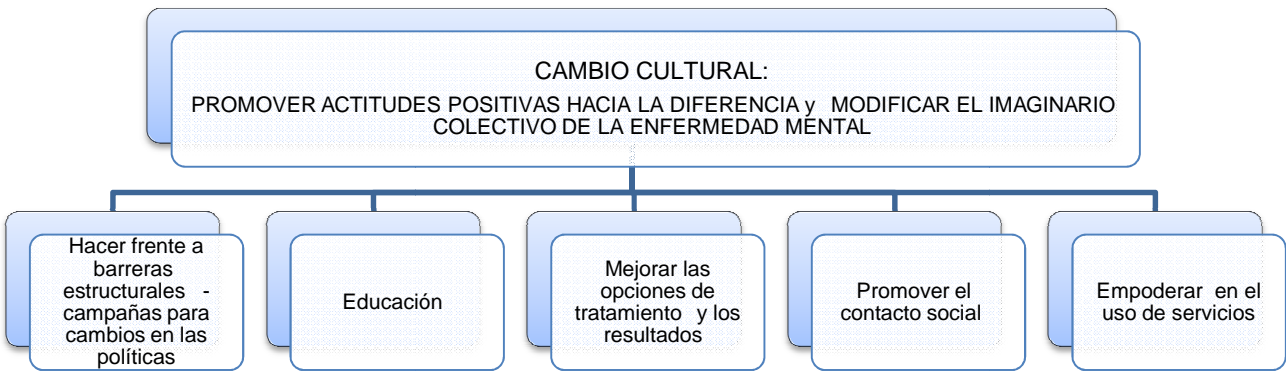 CAMBIO CULTURAL:
PROMOVER ACTITUDES POSITIVAS HACIA LA DIFERENCIA y MODIFICAR EL IMAGINARIO
COLECTIVO DE LA ENFERMEDAD MENTAL
Hacer frente a
barreras
estructurales -
campañas para
cambios en las
políticas
Educación
Mejorar las
opciones de
tratamiento y los
resultados
Promover el
contacto social
Empoderar en el
uso de servicios